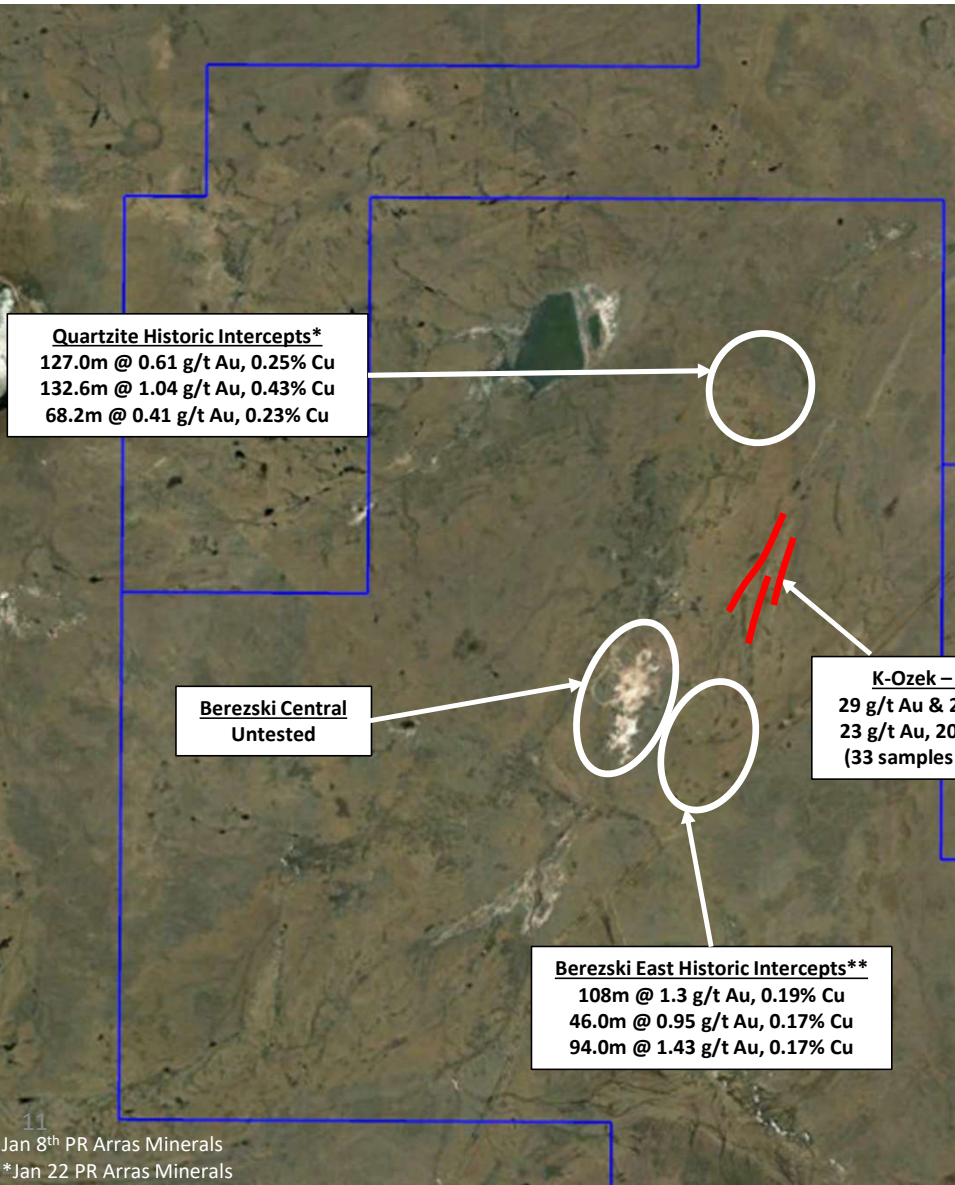 Quartzite Historic Intercepts*
127.0m @ 0.61 g/t Au, 0.25% Cu
132.6m @ 1.04 g/t Au, 0.43% Cu
68.2m @ 0.41 g/t Au, 0.23% Cu
K-Ozek –
29 g/t Au & 2
23 g/t Au, 20
(33 samples
Berezski Central
Untested
Berezski East Historic Intercepts**
108m @ 1.3 g/t Au, 0.19% Cu
46.0m @ 0.95 g/t Au, 0.17% Cu
94.0m @ 1.43 g/t Au, 0.17% Cu
11
Jan 8th PR Arras Minerals
*Jan 22 PR Arras Minerals